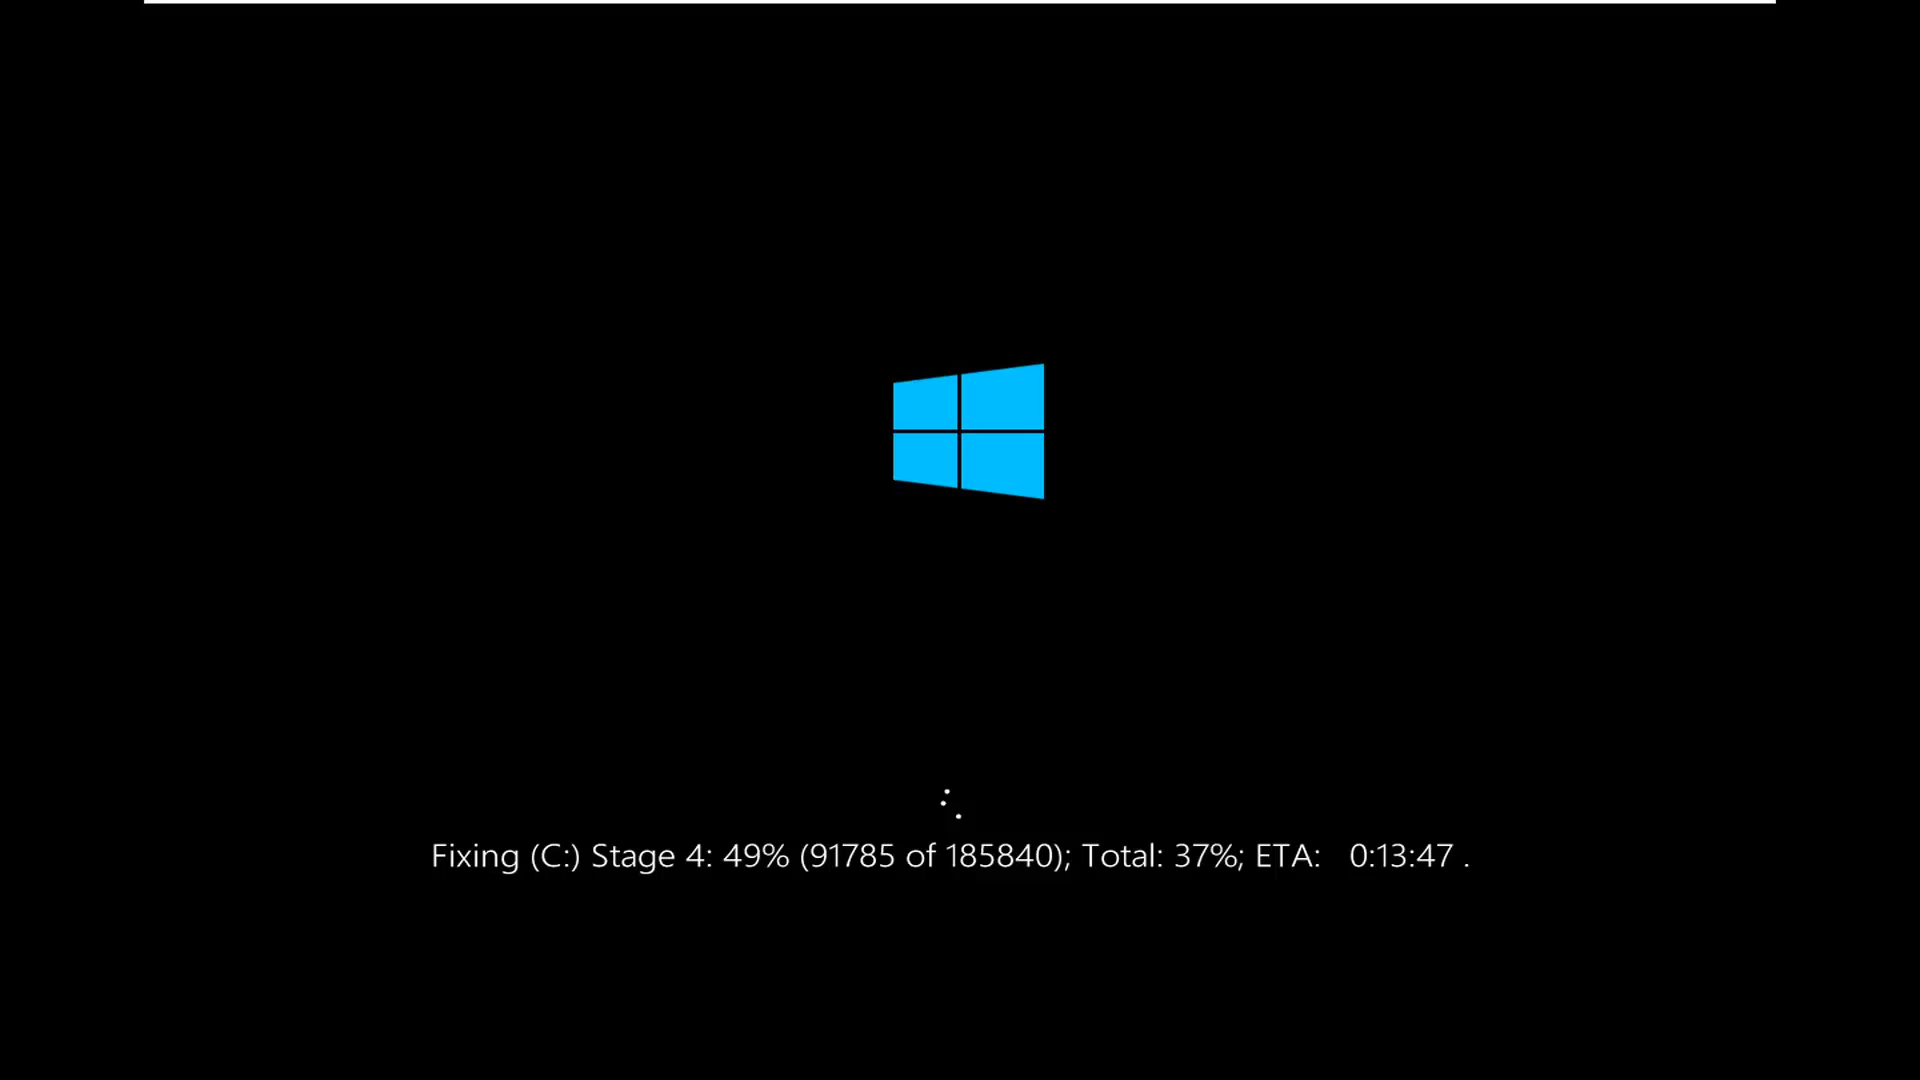 Fixing (C:) Stage 4: 49% (91785 of 185840); Total: 37%; ETA:   0:13:47 .